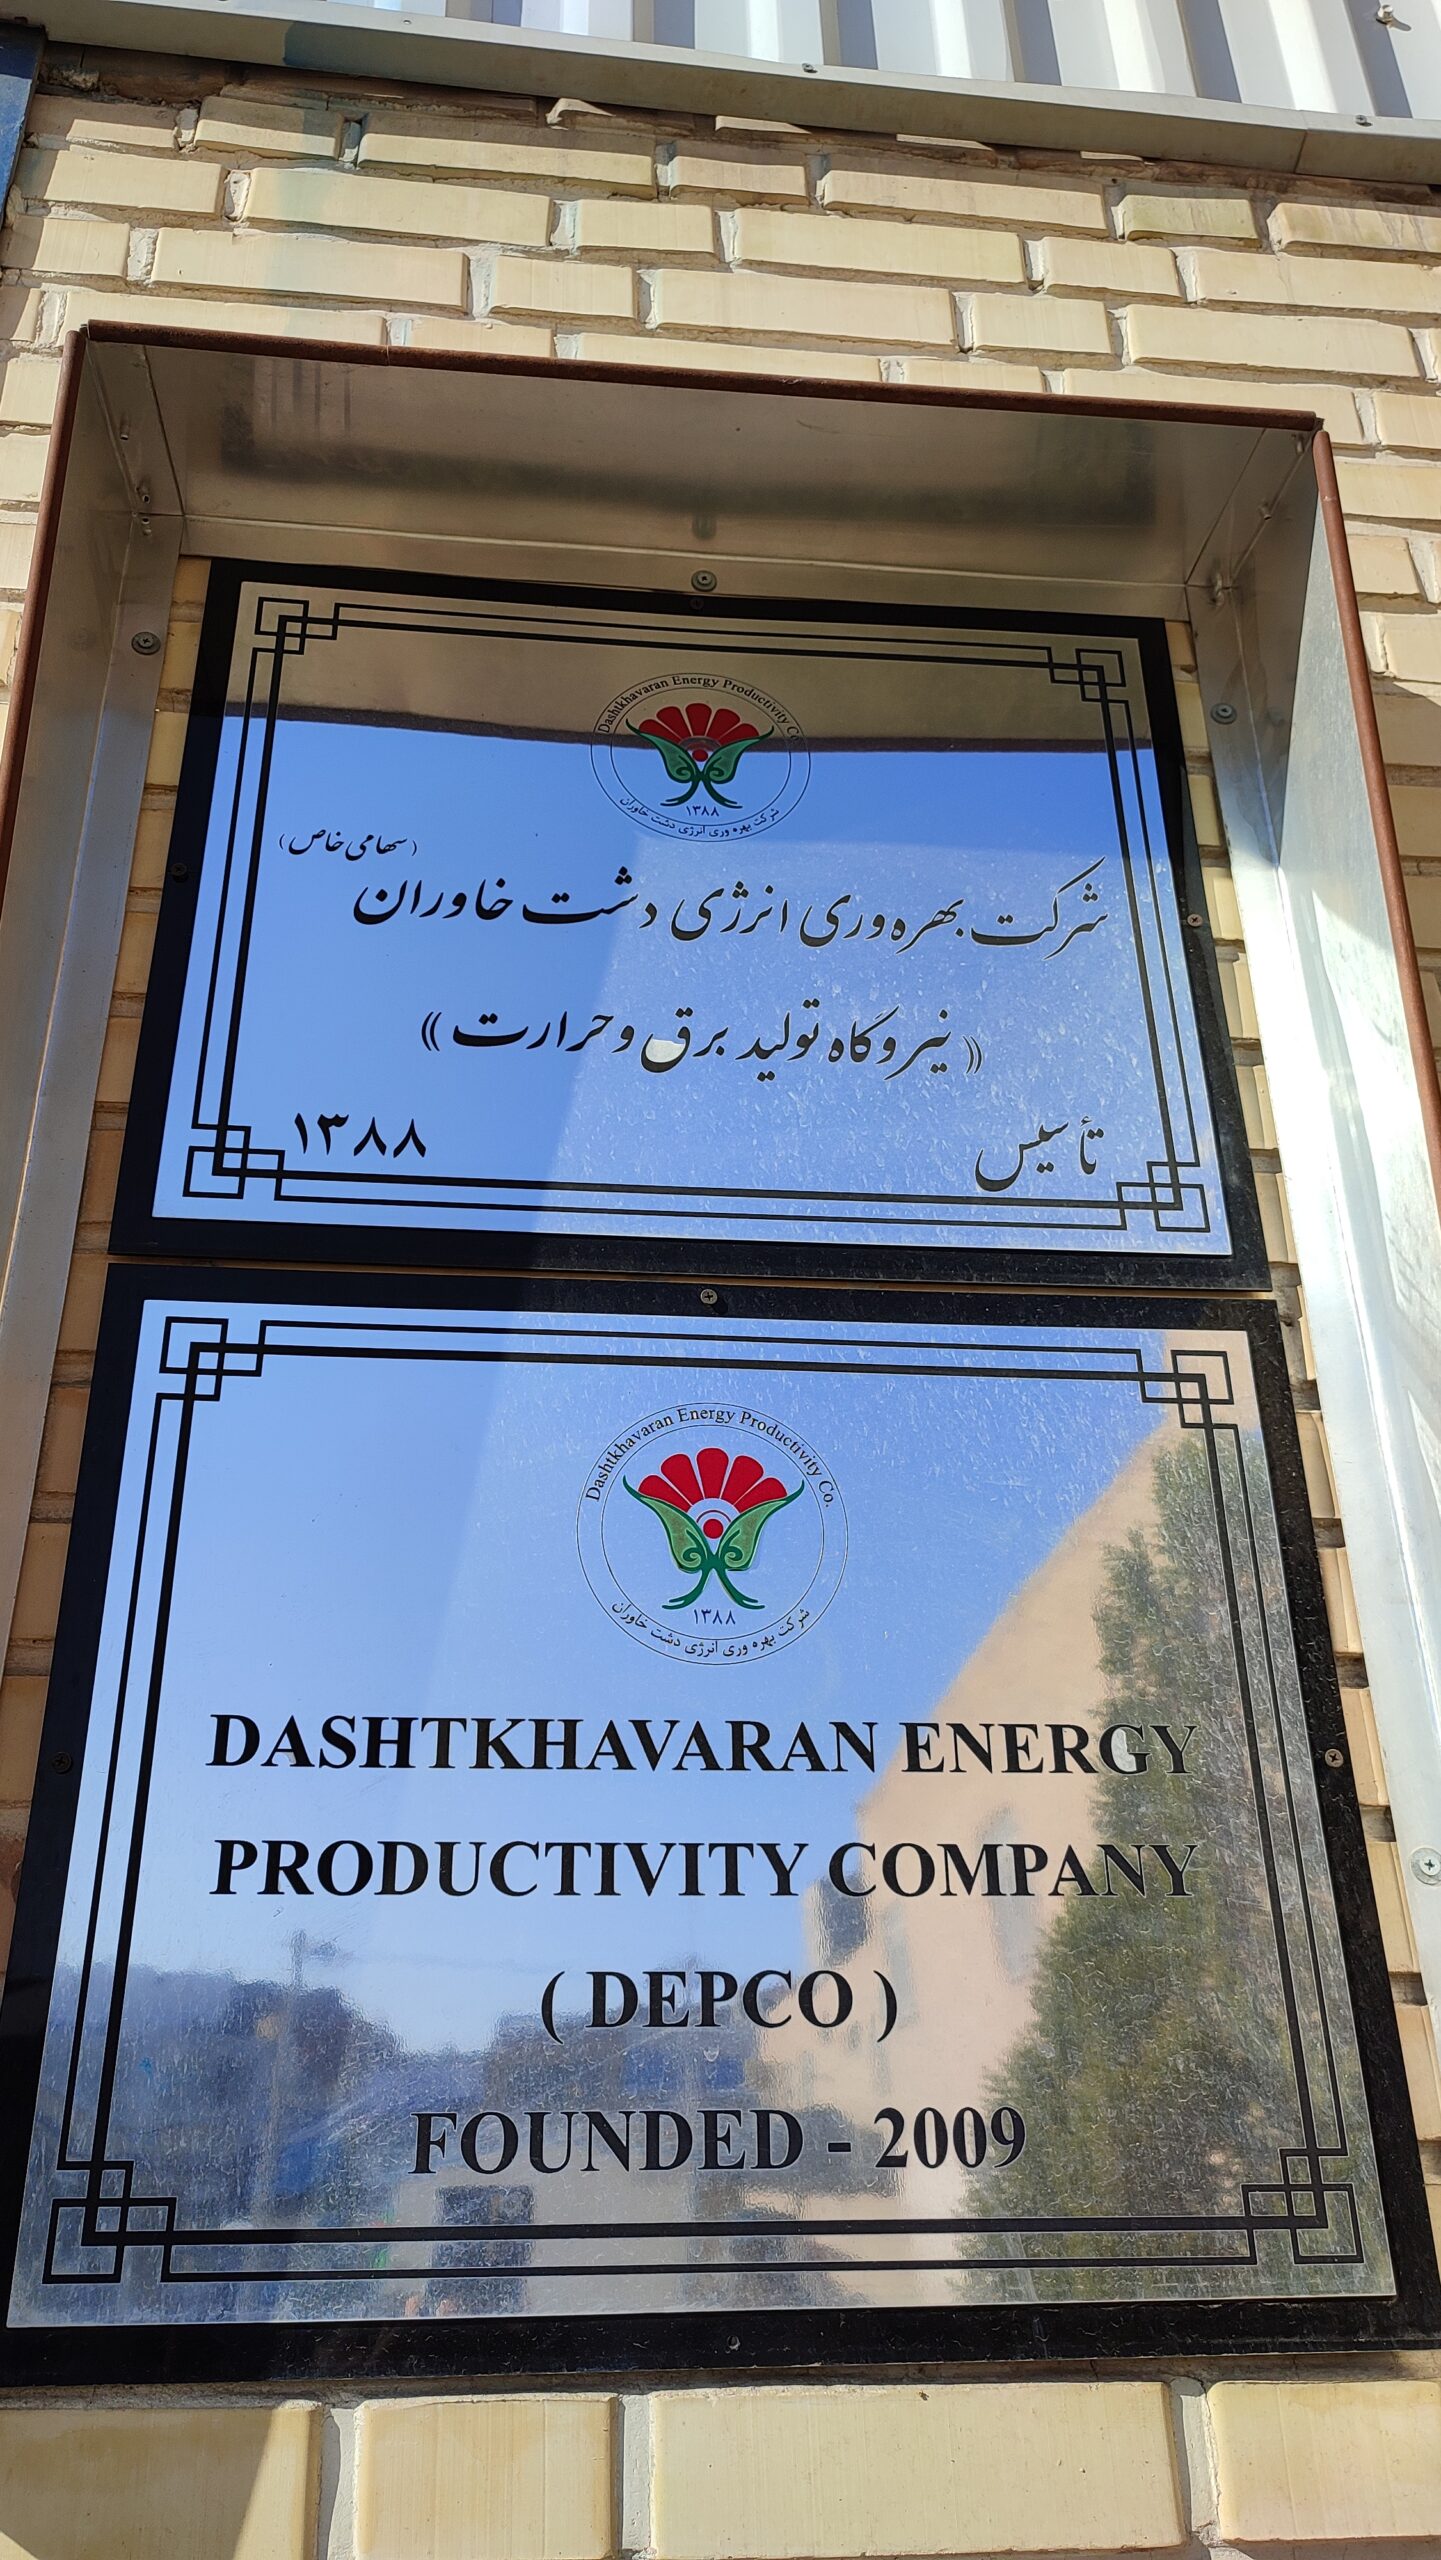 Dashtkhavaran Energy Productivity Co.
۱۳۸۸
شرکت بهره وری انرژی دشت خاوران
(سهامی خاص)
شرکت بهره وری انرژی دشت خاوران
«نیروگاه تولید برق و حرارت»
تأسیس ۱۳۸۸
Dashtkhavaran Energy Productivity Co.
۱۳۸۸
شرکت بهره وری انرژی دشت خاوران
DASHTKHAVARAN ENERGY
PRODUCTIVITY COMPANY
( DEPCO )
FOUNDED - 2009